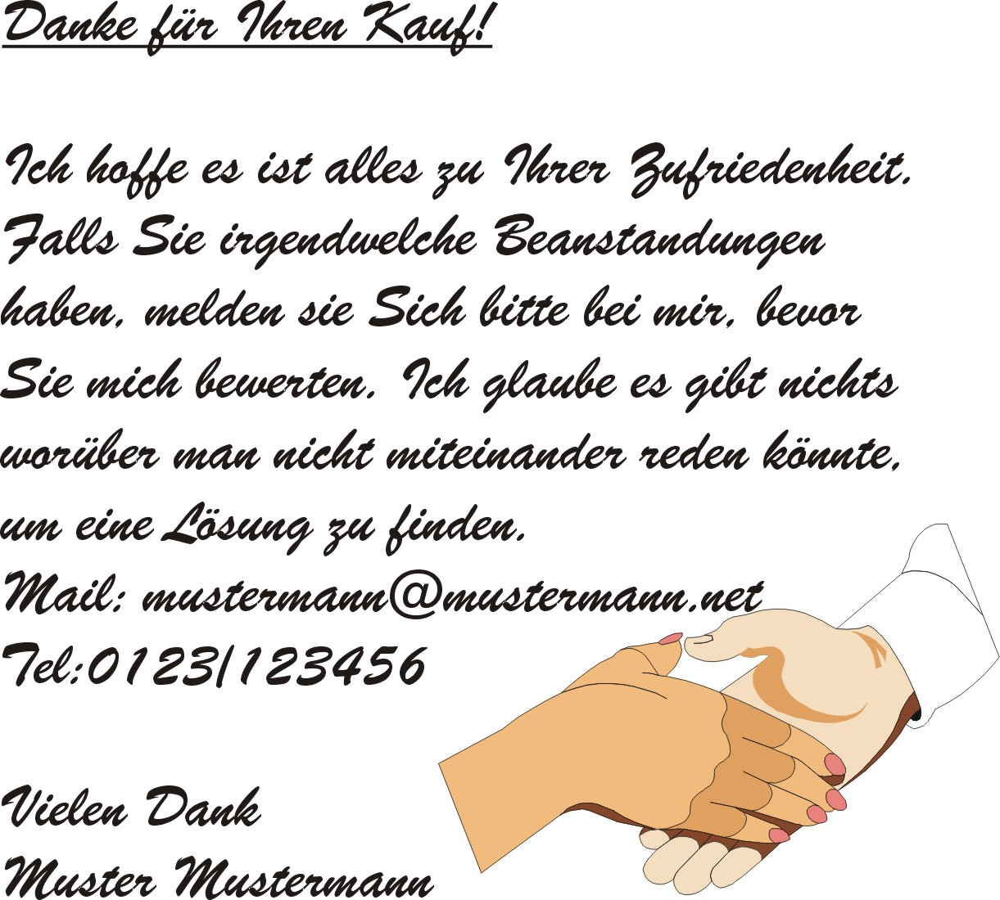 Danke für Ihren Kauf!
Ich hoffe es ist alles zu Ihrer Zufriedenheit.
Falls Sie irgendwelche Beanstandungen
haben, melden sie Sich bitte bei mir, bevor
Sie mich bewerten. Ich glaube es gibt nichts
worüber man nicht miteinander reden könnte,
um eine Lösung zu finden.
Mail: mustermann@mustermann.net
Tel:0123/123456
Vielen Dank
Muster Mustermann